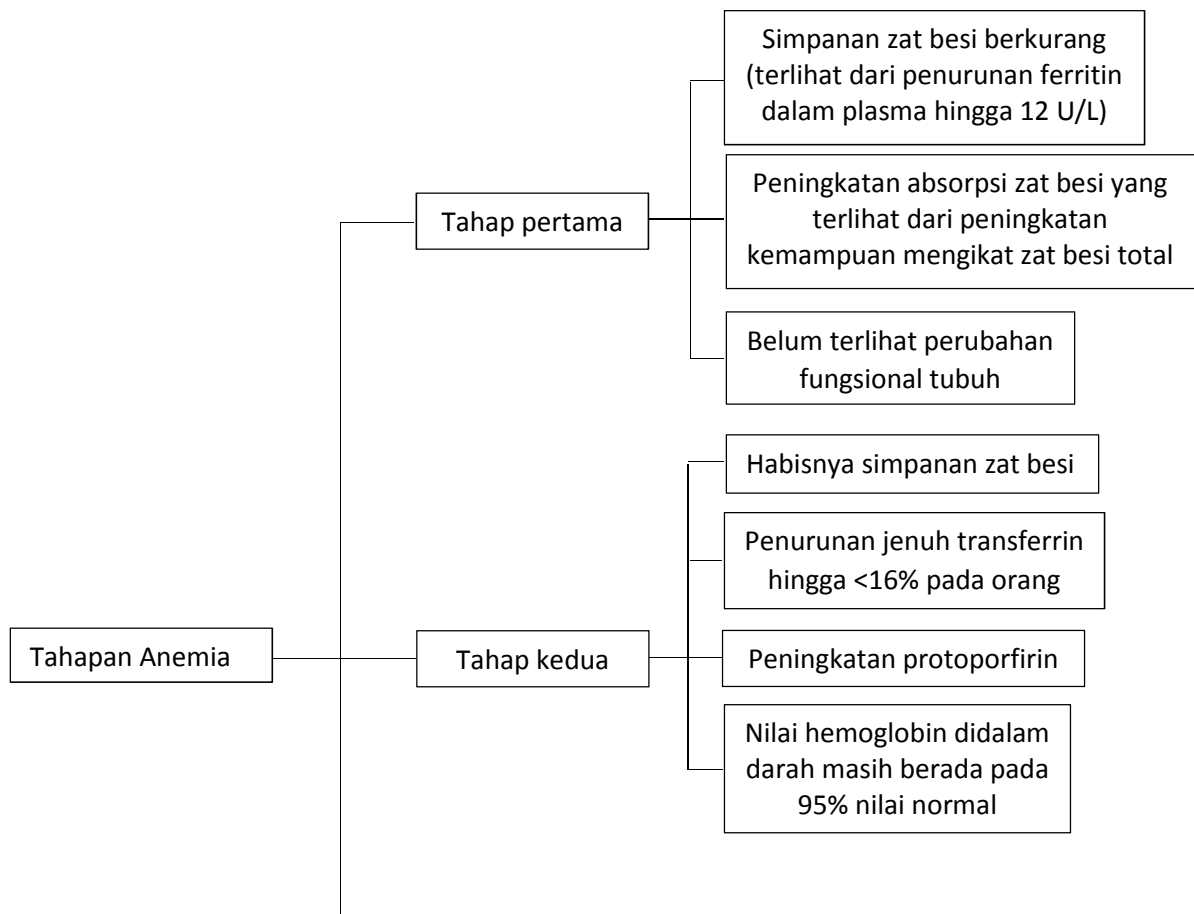 Simpanan zat besi berkurang
(terlihat dari penurunan ferritin
dalam plasma hingga 12 U/L)
Peningkatan absorpsi zat besi yang
terlihat dari peningkatan
kemampuan mengikat zat besi total
Tahap pertama
Belum terlihat perubahan
fungsional tubuh
Habisnya simpanan zat besi
Penurunan jenuh transferrin
hingga <16% pada orang
Tahapan Anemia
Tahap kedua
Peningkatan protoporfirin
Nilai hemoglobin didalam
darah masih berada pada
95% nilai normal